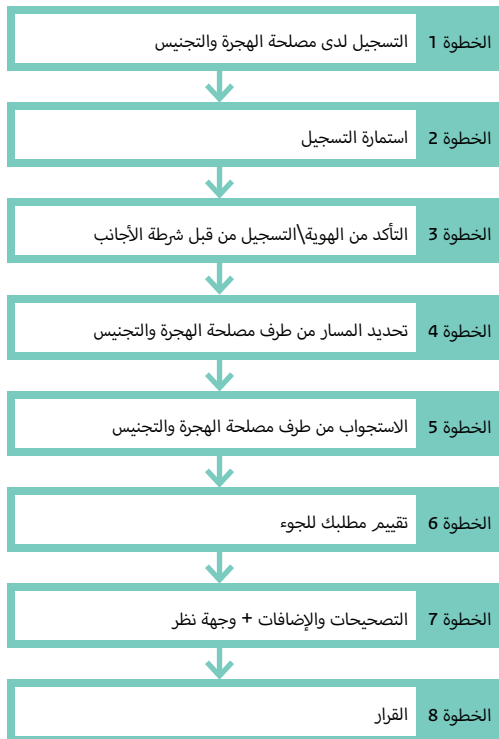 الخطوة 1 التسجيل لدى مصلحة الهجرة والتجنيس
الخطوة 2 استمارة التسجيل
الخطوة 3 التأكد من الهوية\التسجيل من قبل شرطة الأجانب
الخطوة 4 تحديد المسار من طرف مصلحة الهجرة والتجنيس
الخطوة 5 الاستجواب من طرف مصلحة الهجرة والتجنيس
الخطوة 6 تقييم مطلبك للجوء
الخطوة 7 التصحيحات والإضافات + وجهة نظر
الخطوة 8 القرار